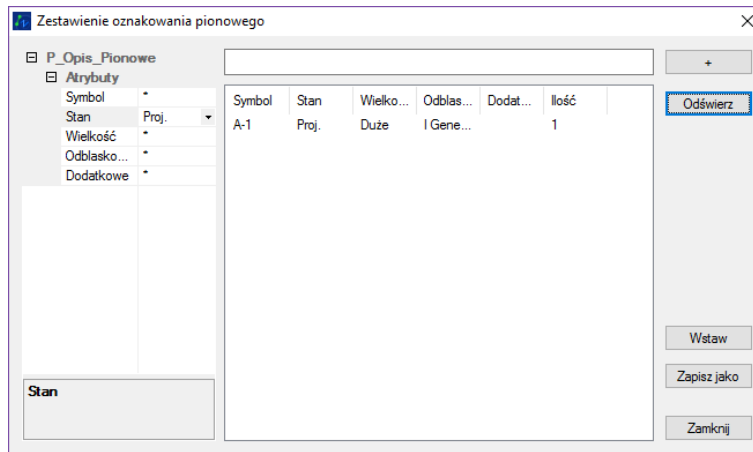 Zestawienie oznakowania pionowego
P_Opis_Pionowe
Atrybuty
Symbol *
Stan Proj.
Wielkość *
Odblasko... *
Dodatkowe *
Stan
Symbol Stan Wielko... Odblas... Dodat... Ilość
A-1 Proj. Duże I Gene... 1
+
Odświerz
Wstaw
Zapisz jako
Zamknij